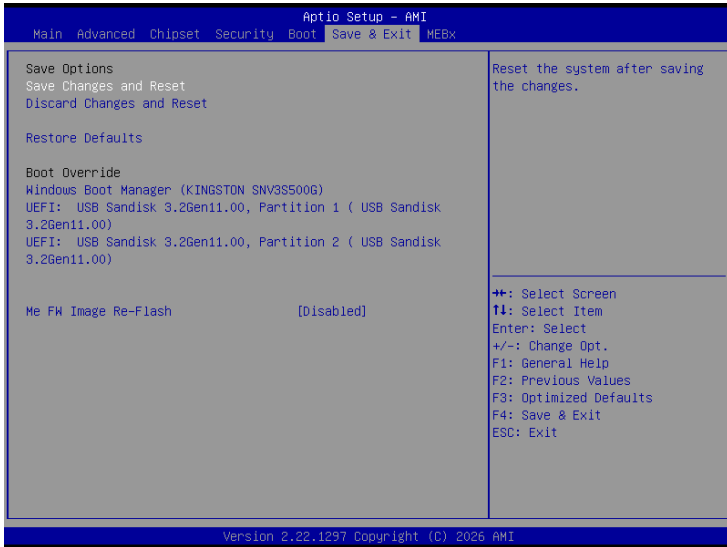 Aptio Setup – AMI
Main Advanced Chipset Security Boot Save & Exit MEBx
Save Options
Save Changes and Reset
Discard Changes and Reset
Restore Defaults
Boot Override
Windows Boot Manager (KINGSTON SNV3S500G)
UEFI: USB Sandisk 3.2Gen11.00, Partition 1 ( USB Sandisk
3.2Gen11.00)
UEFI: USB Sandisk 3.2Gen11.00, Partition 2 ( USB Sandisk
3.2Gen11.00)
Me FW Image Re-Flash [Disabled]
Reset the system after saving
the changes.
→←: Select Screen
↑↓: Select Item
Enter: Select
+/-: Change Opt.
F1: General Help
F2: Previous Values
F3: Optimized Defaults
F4: Save & Exit
ESC: Exit
Version 2.22.1297 Copyright (C) 2026 AMI